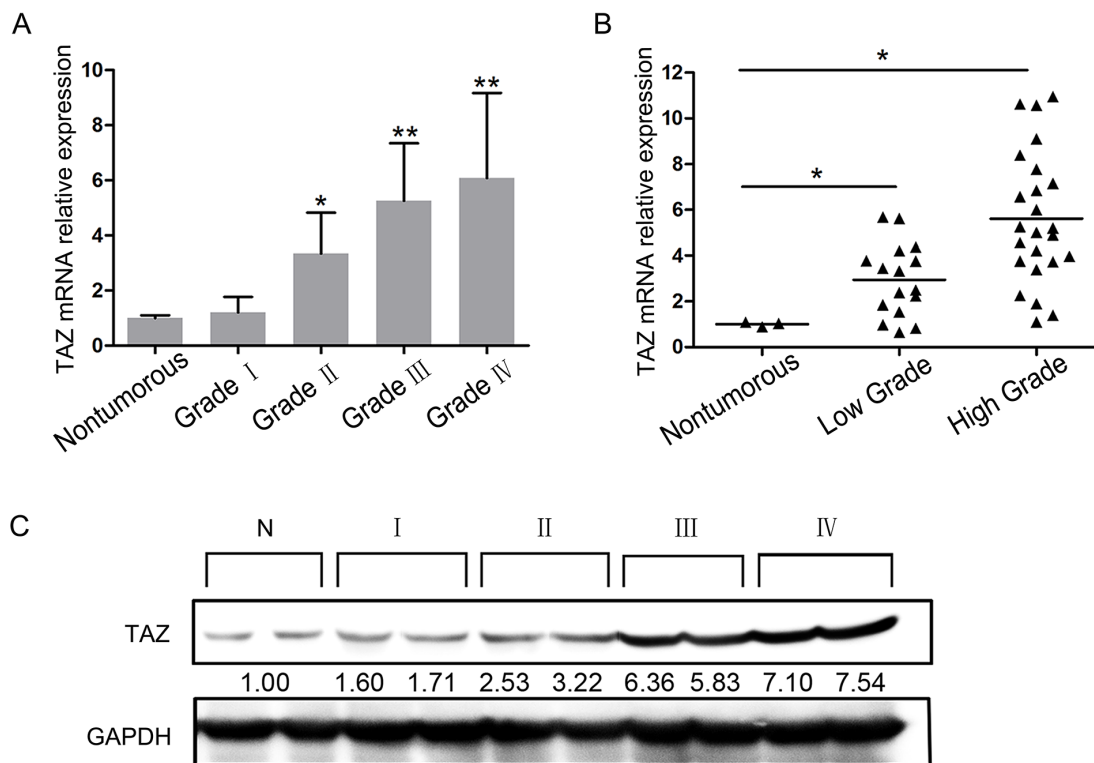 A
TAZ mRNA relative expression
10
8
6
4
2
0
*
**
**
Nontumorous
Grade Ⅰ
Grade Ⅱ
Grade Ⅲ
Grade Ⅳ
B
TAZ mRNA relative expression
12
10
8
6
4
2
0
*
*
Nontumorous
Low Grade
High Grade
C
N Ⅰ Ⅱ Ⅲ Ⅳ
TAZ
1.00 1.60 1.71 2.53 3.22 6.36 5.83 7.10 7.54
GAPDH